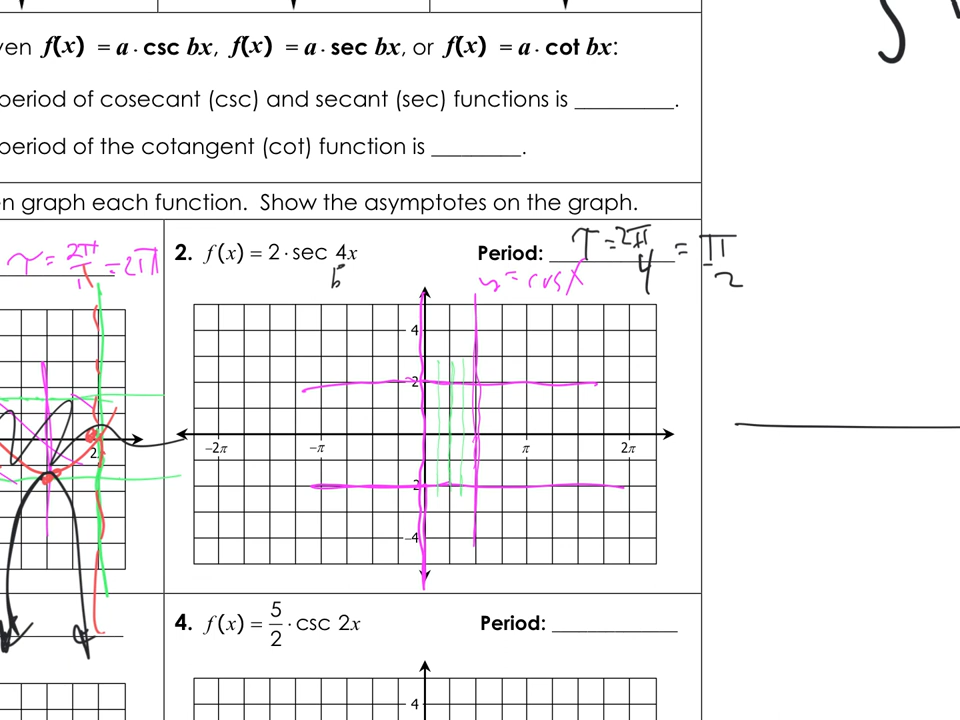 ven f(x) = a · csc bx, f(x) = a · sec bx, or f(x) = a · cot bx:
period of cosecant (csc) and secant (sec) functions is _________.
period of the cotangent (cot) function is ________.
n graph each function. Show the asymptotes on the graph.
T = 2π/π = 2π
2. f(x) = 2 · sec 4x
b
Period: T = 2π/4 = π/2
y = cos x
4
2
−2π −π π 2π
2
−4
2
4. f(x) = 5/2 · csc 2x
Period: ____________
4